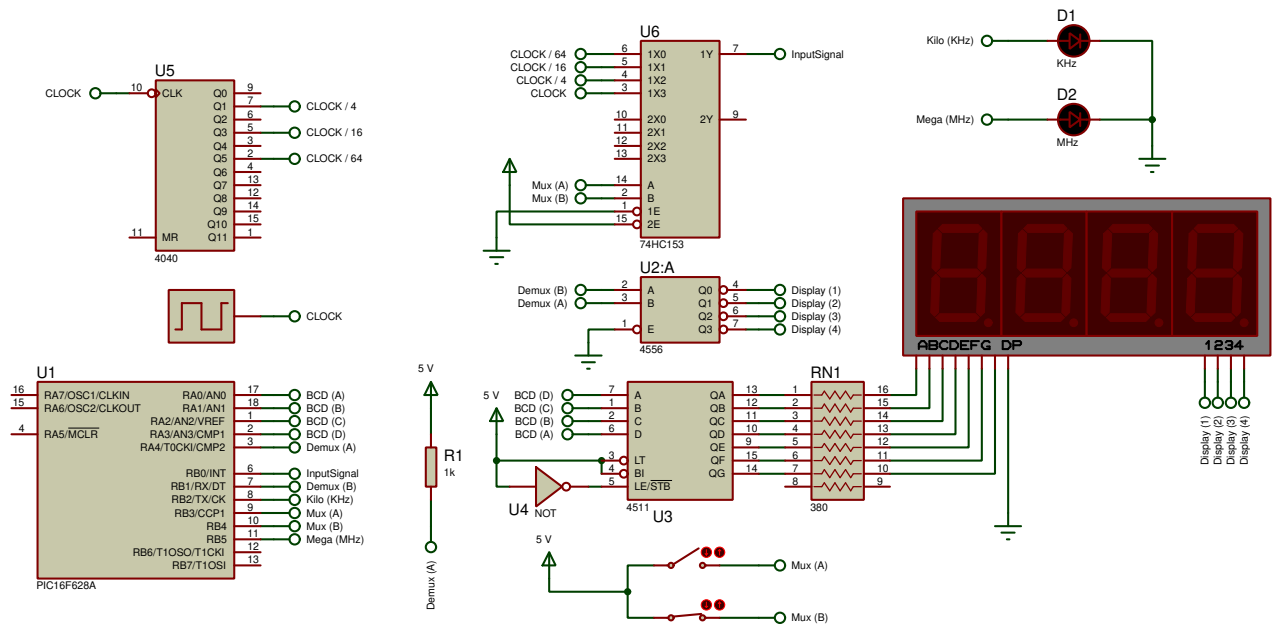 U5
CLOCK 10 CLK Q0 9
Q1 7 CLOCK / 4
Q2 6
Q3 5 CLOCK / 16
Q4 3
Q5 2 CLOCK / 64
Q6 4
Q7 13
Q8 12
Q9 14
Q10 15
11 MR Q11 1
4040
CLOCK
U6
CLOCK / 64 6 1X0 1Y 7 InputSignal
CLOCK / 16 5 1X1
CLOCK / 4 4 1X2
CLOCK 3 1X3
10 2X0 2Y 9
11 2X1
12 2X2
13 2X3
Mux (A) 14 A
Mux (B) 2 B
1 1E
15 2E
74HC153
D1
Kilo (KHz)
KHz
D2
Mega (MHz)
MHz
U2:A
Demux (B) 2 A Q0 4 Display (1)
Demux (A) 3 B Q1 5 Display (2)
Q2 6 Display (3)
1 E Q3 7 Display (4)
4556
ABCDEFG DP 1234
Display (1)
Display (2)
Display (3)
Display (4)
U1
16 RA7/OSC1/CLKIN RA0/AN0 17 BCD (A)
15 RA6/OSC2/CLKOUT RA1/AN1 18 BCD (B)
RA2/AN2/VREF 1 BCD (C)
4 RA5/MCLR RA3/AN3/CMP1 2 BCD (D)
RA4/T0CKI/CMP2 3 Demux (A)
RB0/INT 6 InputSignal
RB1/RX/DT 7 Demux (B)
RB2/TX/CK 8 Kilo (KHz)
RB3/CCP1 9 Mux (A)
RB4 10 Mux (B)
RB5 11 Mega (MHz)
RB6/T1OSO/T1CKI 12
RB7/T1OSI 13
PIC16F628A
5 V
R1
1k
Demux (A)
5 V
BCD (D) 7 A QA 13
BCD (C) 1 B QB 12
BCD (B) 2 C QC 11
BCD (A) 6 D QD 10
QE 9
3 LT QF 15
4 BI QG 14
5 LE/STB
4511
U3
U4
NOT
RN1
1 16
2 15
3 14
4 13
5 12
6 11
7 10
8 9
380
5 V
Mux (A)
Mux (B)